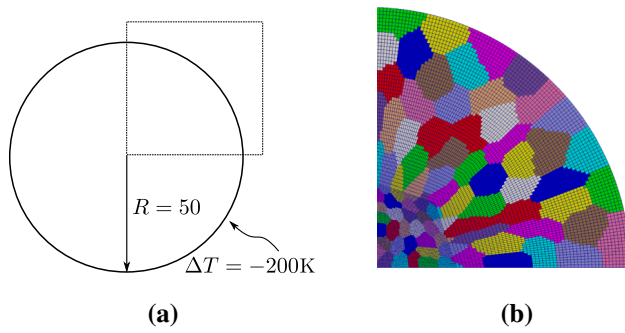 R = 50
ΔT = −200K
(a)
(b)